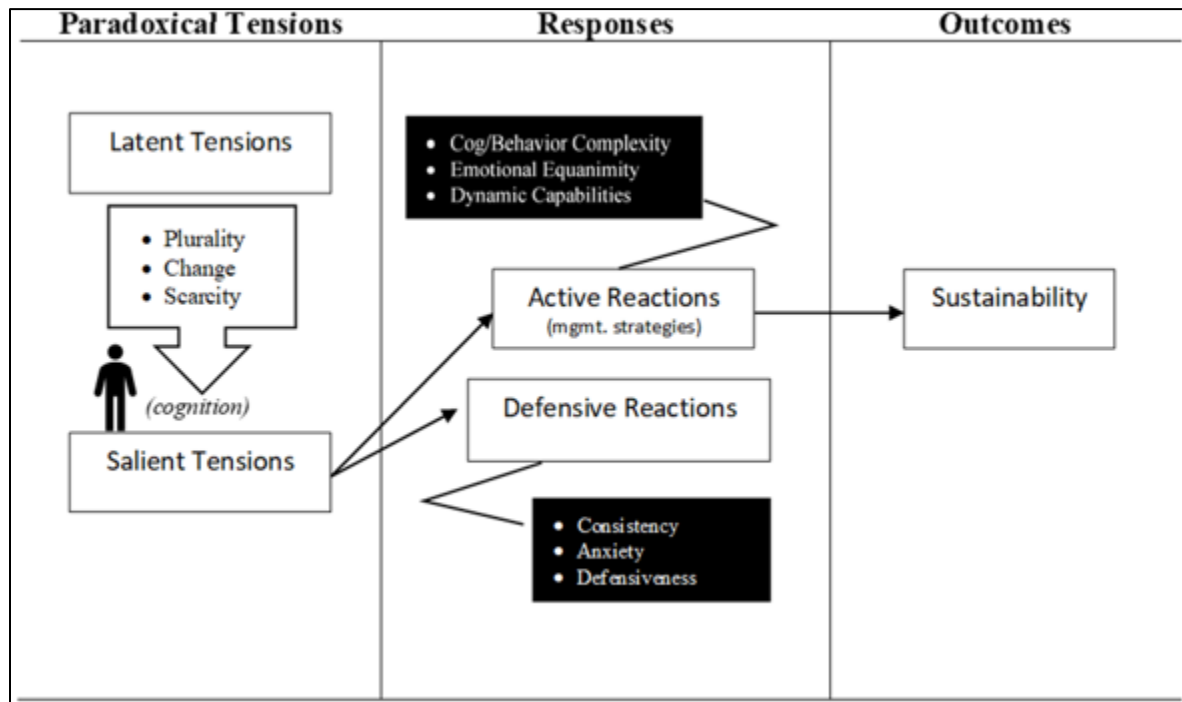 Paradoxical Tensions
Responses
Outcomes
Latent Tensions
• Plurality
• Change
• Scarcity
(cognition)
Salient Tensions
• Cog/Behavior Complexity
• Emotional Equanimity
• Dynamic Capabilities
Active Reactions
(mgmt. strategies)
Defensive Reactions
• Consistency
• Anxiety
• Defensiveness
Sustainability